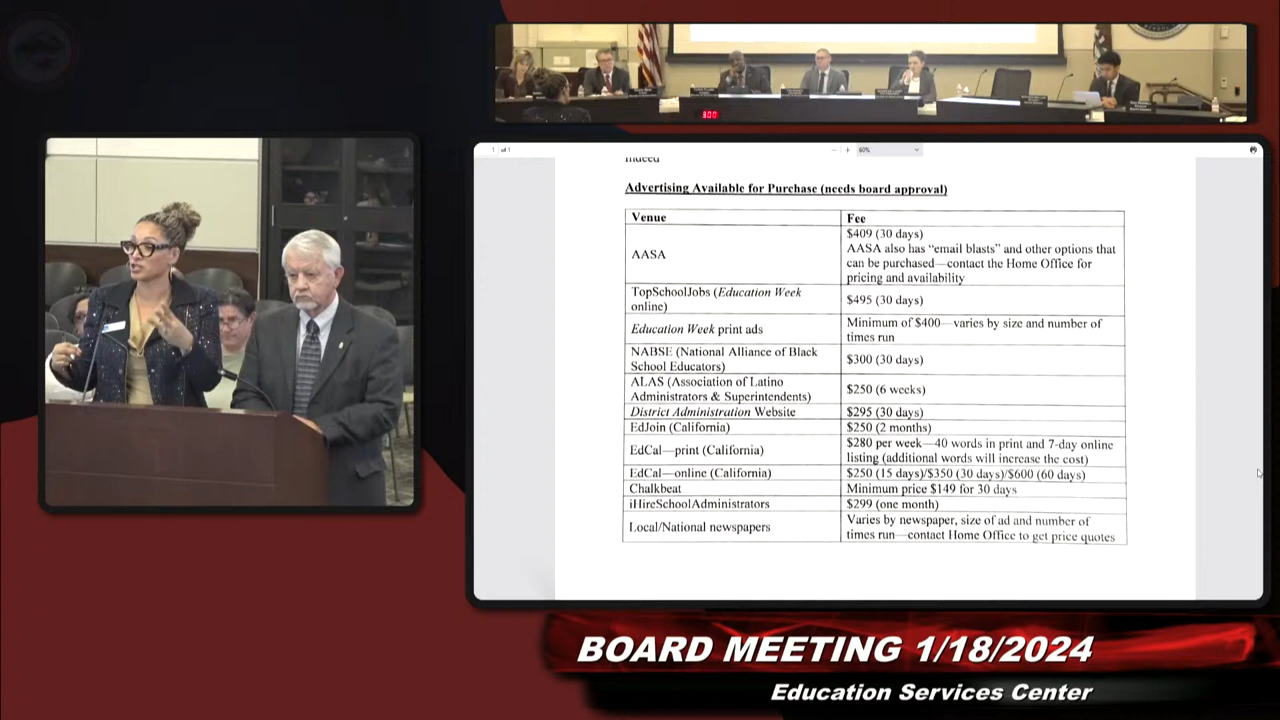 3:00
1 of 1
60%
Indeed
Advertising Available for Purchase (needs board approval)
Venue
Fee
AASA
$409 (30 days)
AASA also has “email blasts” and other options that
can be purchased—contact the Home Office for
pricing and availability
TopSchoolJobs (Education Week
online)
$495 (30 days)
Education Week print ads
Minimum of $400—varies by size and number of
times run
NABSE (National Alliance of Black
School Educators)
$300 (30 days)
ALAS (Association of Latino
Administrators & Superintendents)
$250 (6 weeks)
District Administration Website
$295 (30 days)
EdJoin (California)
$250 (2 months)
EdCal—print (California)
$280 per week—40 words in print and 7-day online
listing (additional words will increase the cost)
EdCal—online (California)
$250 (15 days)/$350 (30 days)/$600 (60 days)
Chalkbeat
Minimum price $149 for 30 days
iHireSchoolAdministrators
$299 (one month)
Local/National newspapers
Varies by newspaper, size of ad and number of
times run—contact Home Office to get price quotes
BOARD MEETING 1/18/2024
Education Services Center